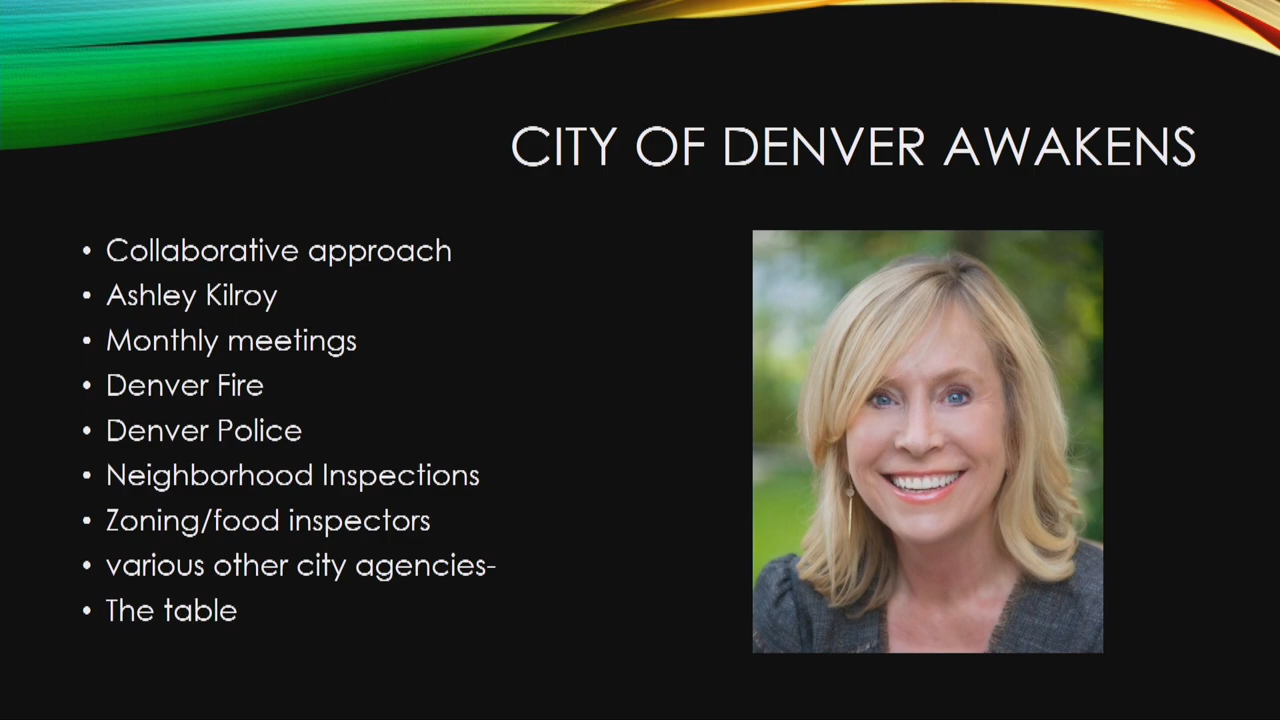 CITY OF DENVER AWAKENS
• Collaborative approach
• Ashley Kilroy
• Monthly meetings
• Denver Fire
• Denver Police
• Neighborhood Inspections
• Zoning/food inspectors
• various other city agencies-
• The table